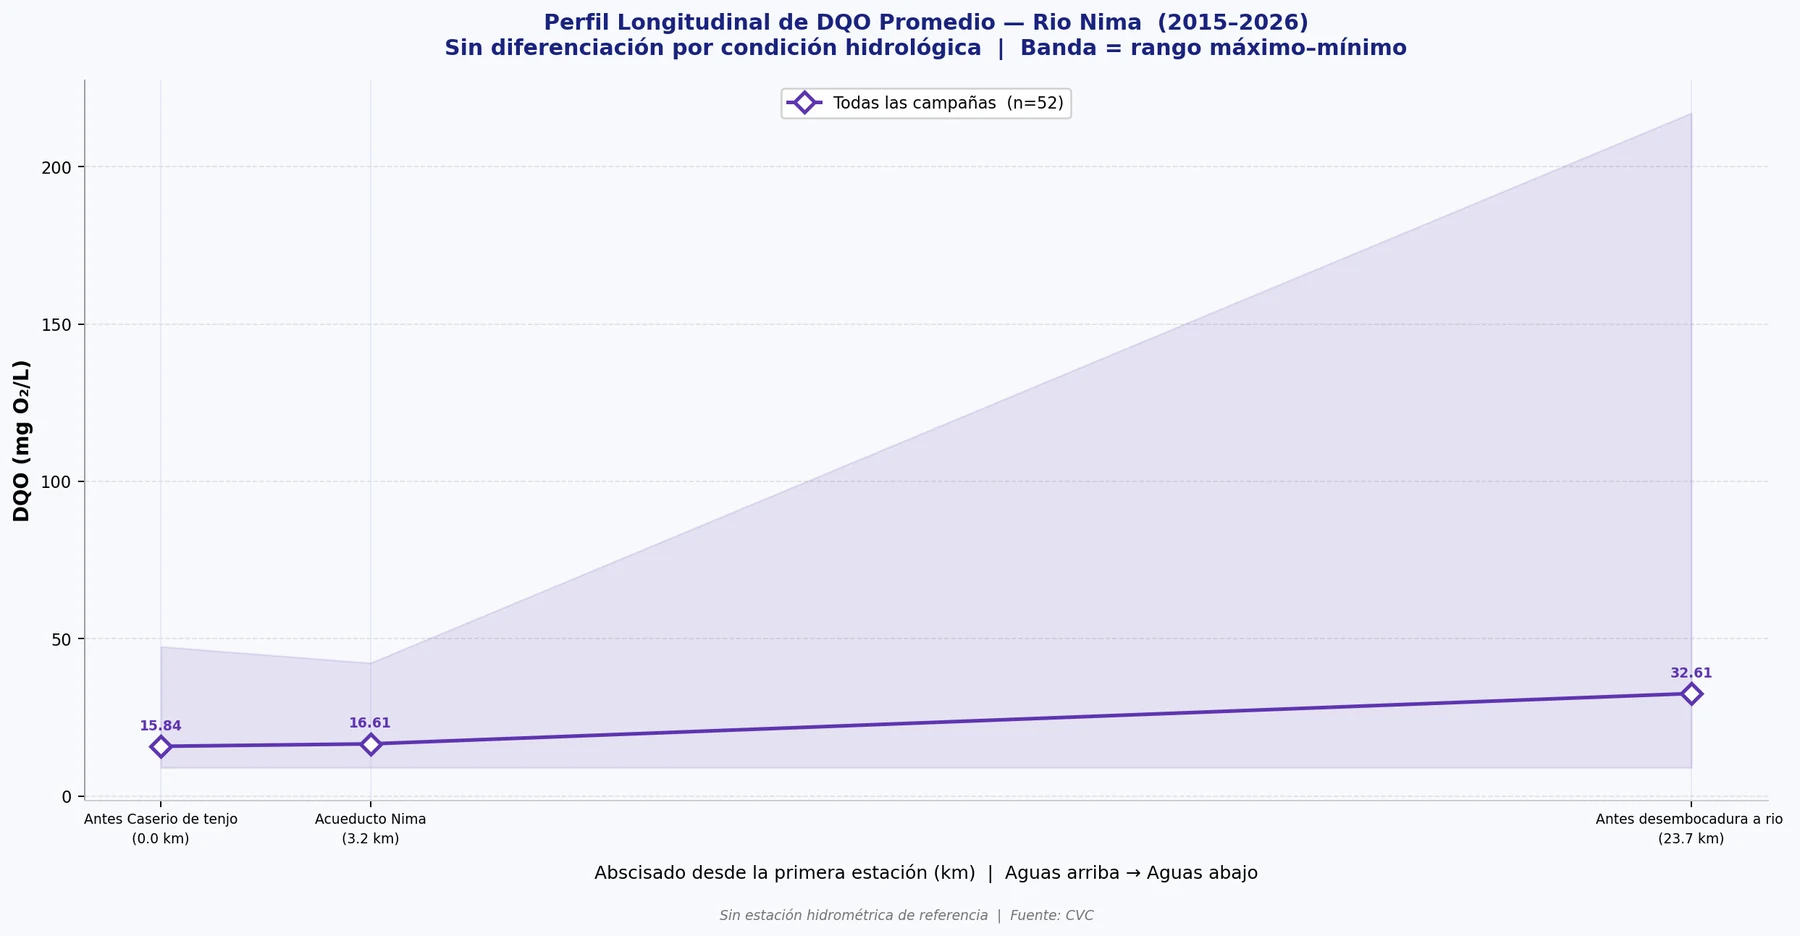 Perfil Longitudinal de DQO Promedio — Rio Nima  (2015–2026)
Sin diferenciación por condición hidrológica  |  Banda = rango máximo–mínimo
Todas las campañas  (n=52)
DQO (mg O₂/L)
200
150
100
50
0
15.84
16.61
32.61
Antes Caserio de tenjo
(0.0 km)
Acueducto Nima
(3.2 km)
Antes desembocadura a rio
(23.7 km)
Abscisado desde la primera estación (km)  |  Aguas arriba → Aguas abajo
Sin estación hidrométrica de referencia  |  Fuente: CVC